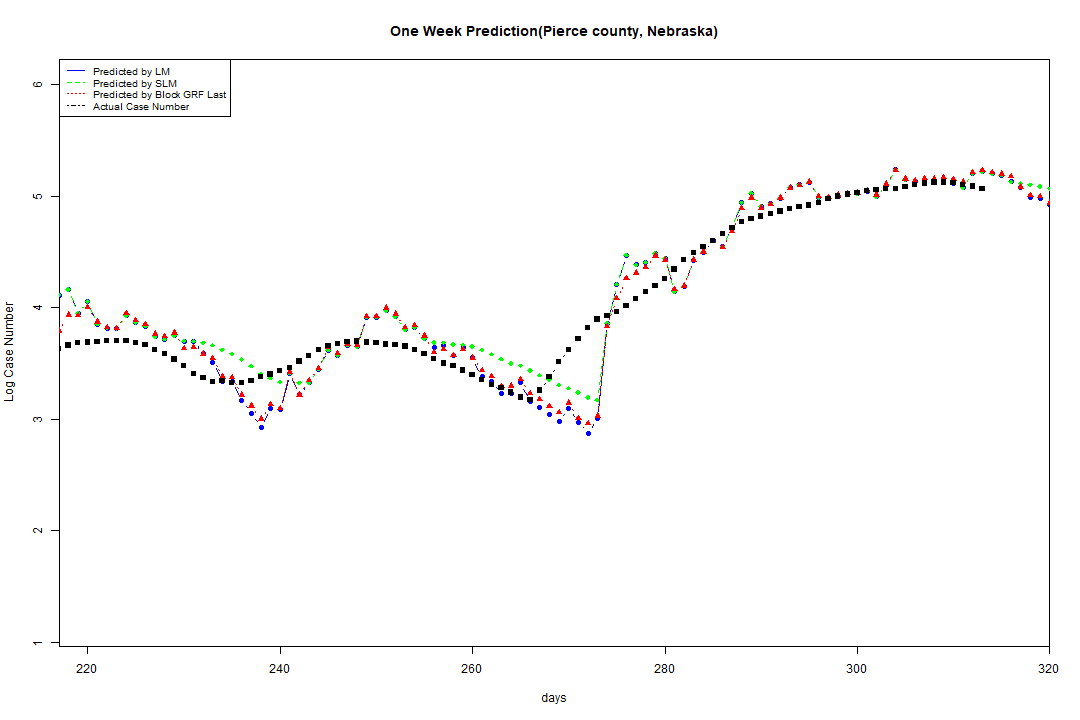 One Week Prediction(Pierce county, Nebraska)
Predicted by LM
Predicted by SLM
Predicted by Block GRF Last
Actual Case Number
Log Case Number
6
5
4
3
2
1
220 240 260 280 300 320
days